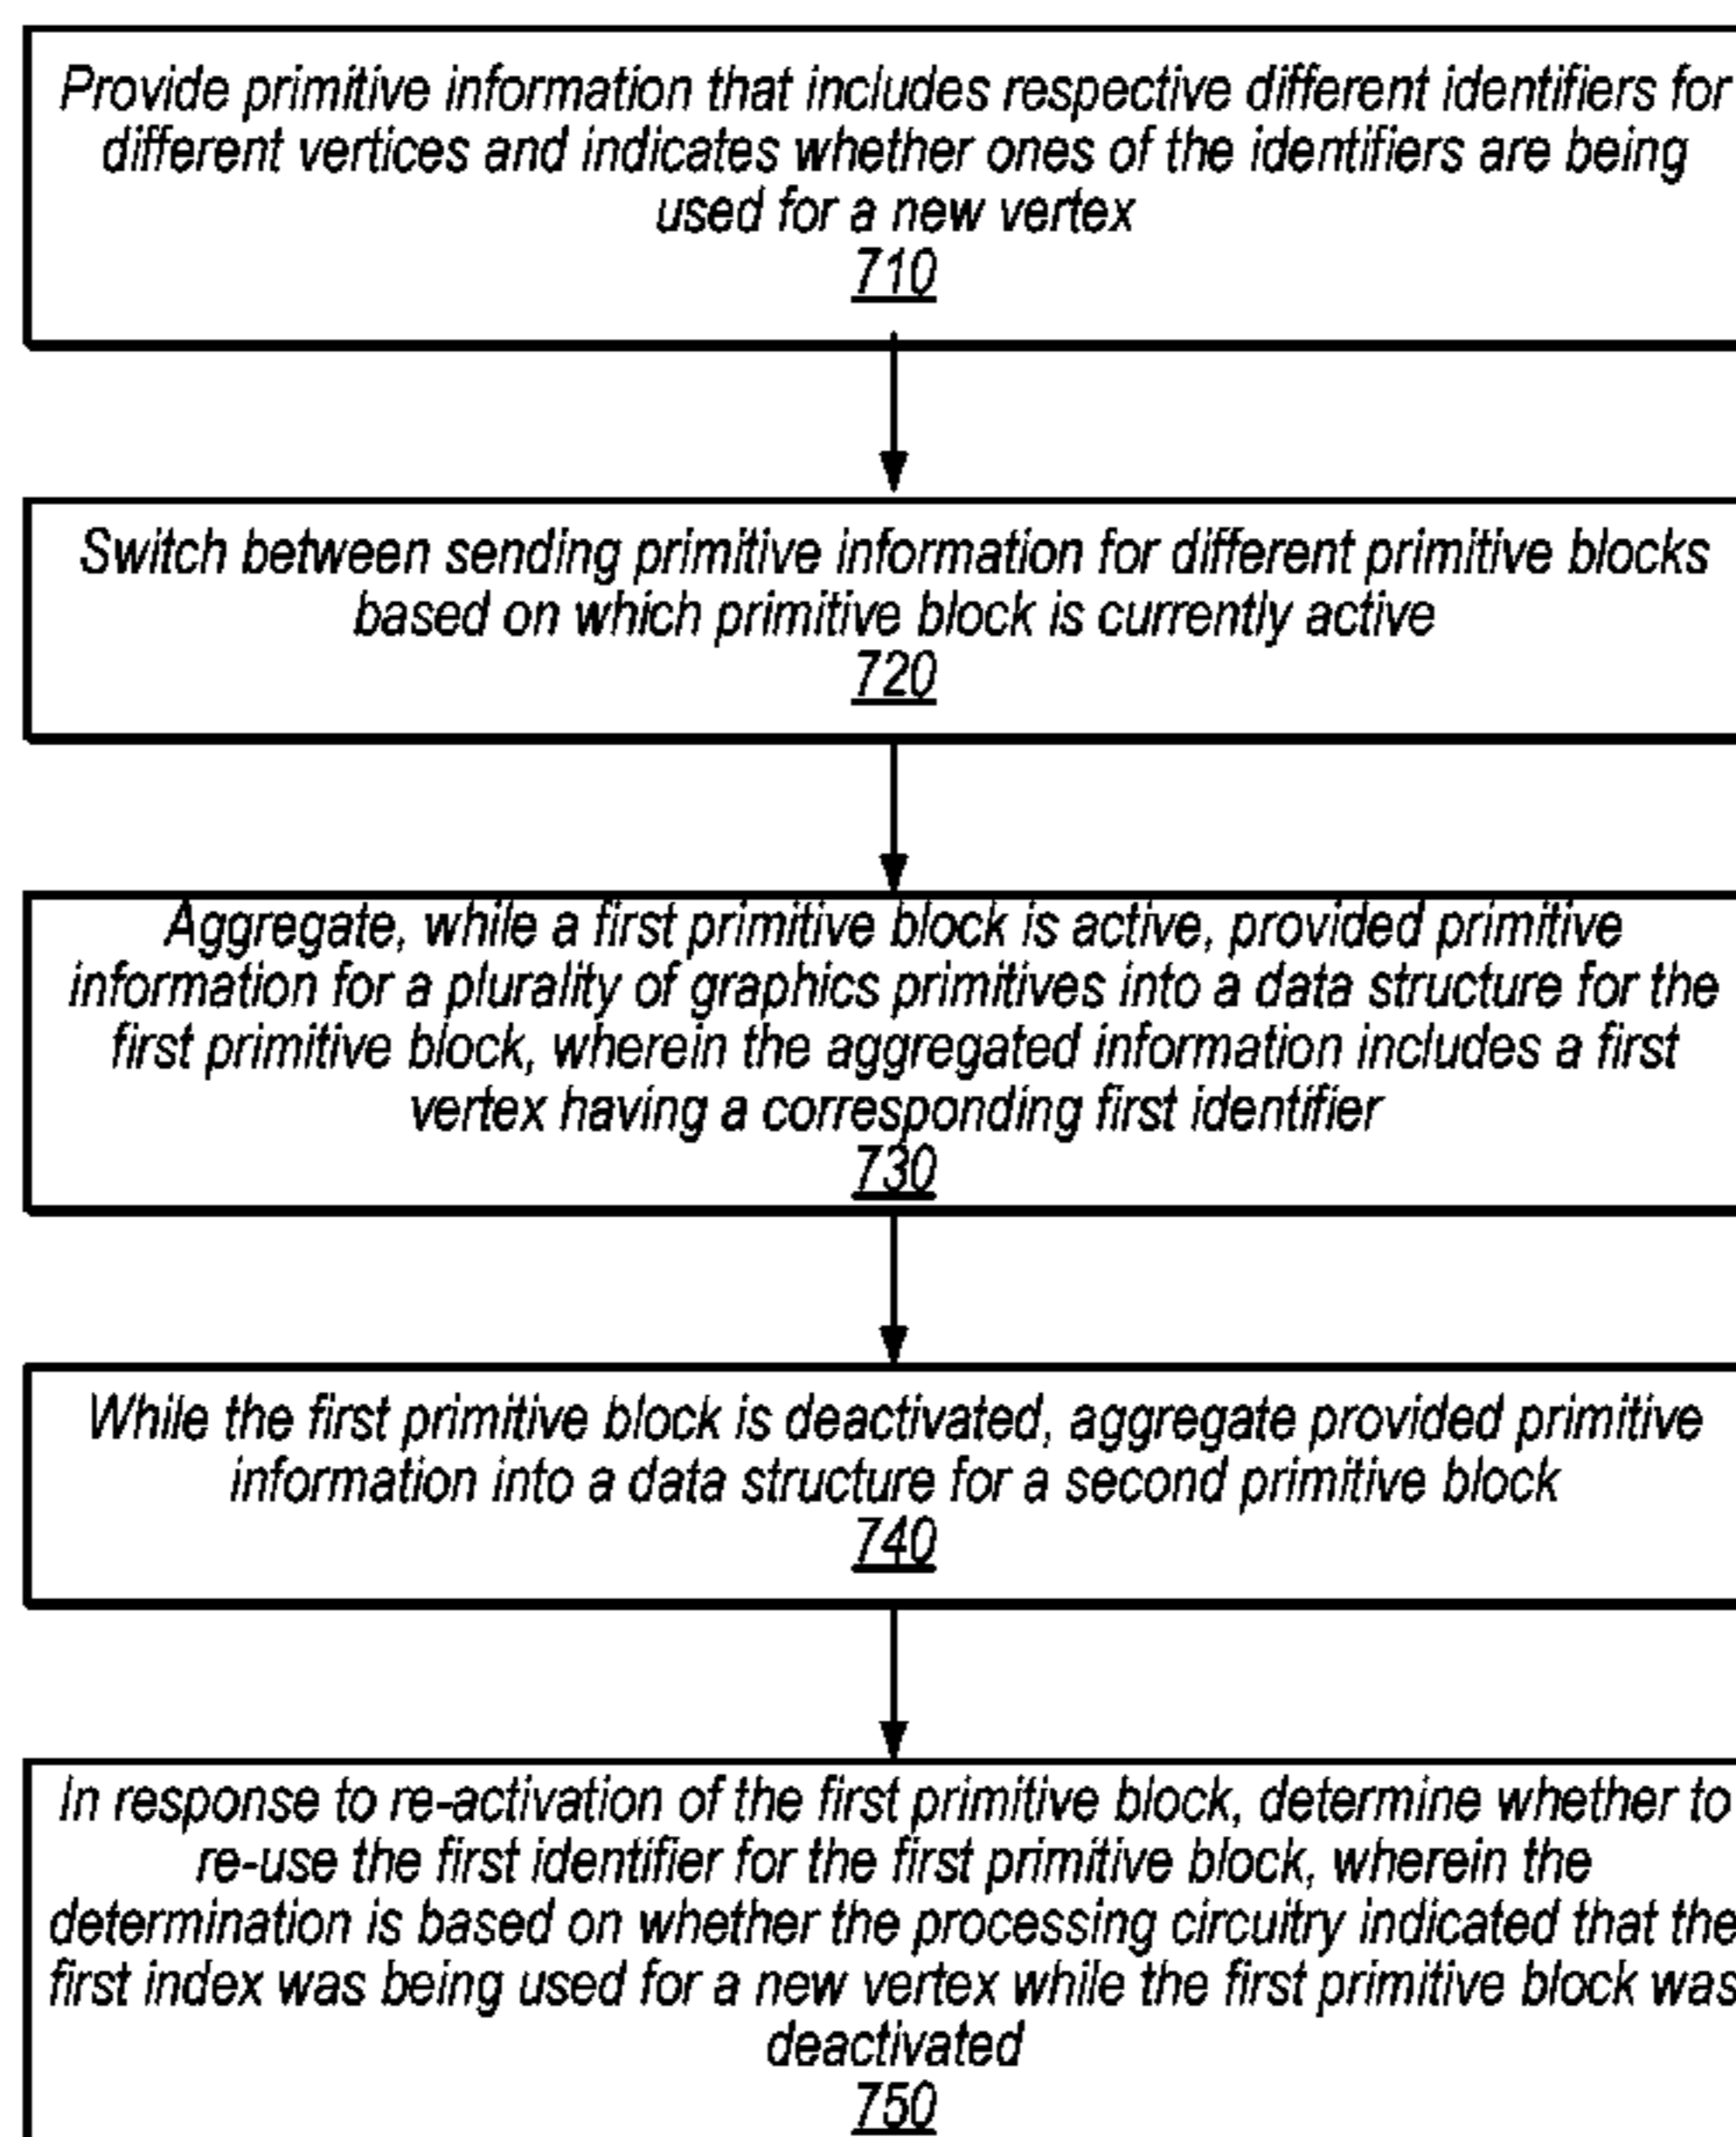 Provide primitive information that includes respective different identifiers for
different vertices and indicates whether ones of the identifiers are being
used for a new vertex
710
Switch between sending primitive information for different primitive blocks
based on which primitive block is currently active
720
Aggregate, while a first primitive block is active, provided primitive
information for a plurality of graphics primitives into a data structure for the
first primitive block, wherein the aggregated information includes a first
vertex having a corresponding first identifier
730
While the first primitive block is deactivated, aggregate provided primitive
information into a data structure for a second primitive block
740
In response to re-activation of the first primitive block, determine whether to
re-use the first identifier for the first primitive block, wherein the
determination is based on whether the processing circuitry indicated that the
first index was being used for a new vertex while the first primitive block was
deactivated
750